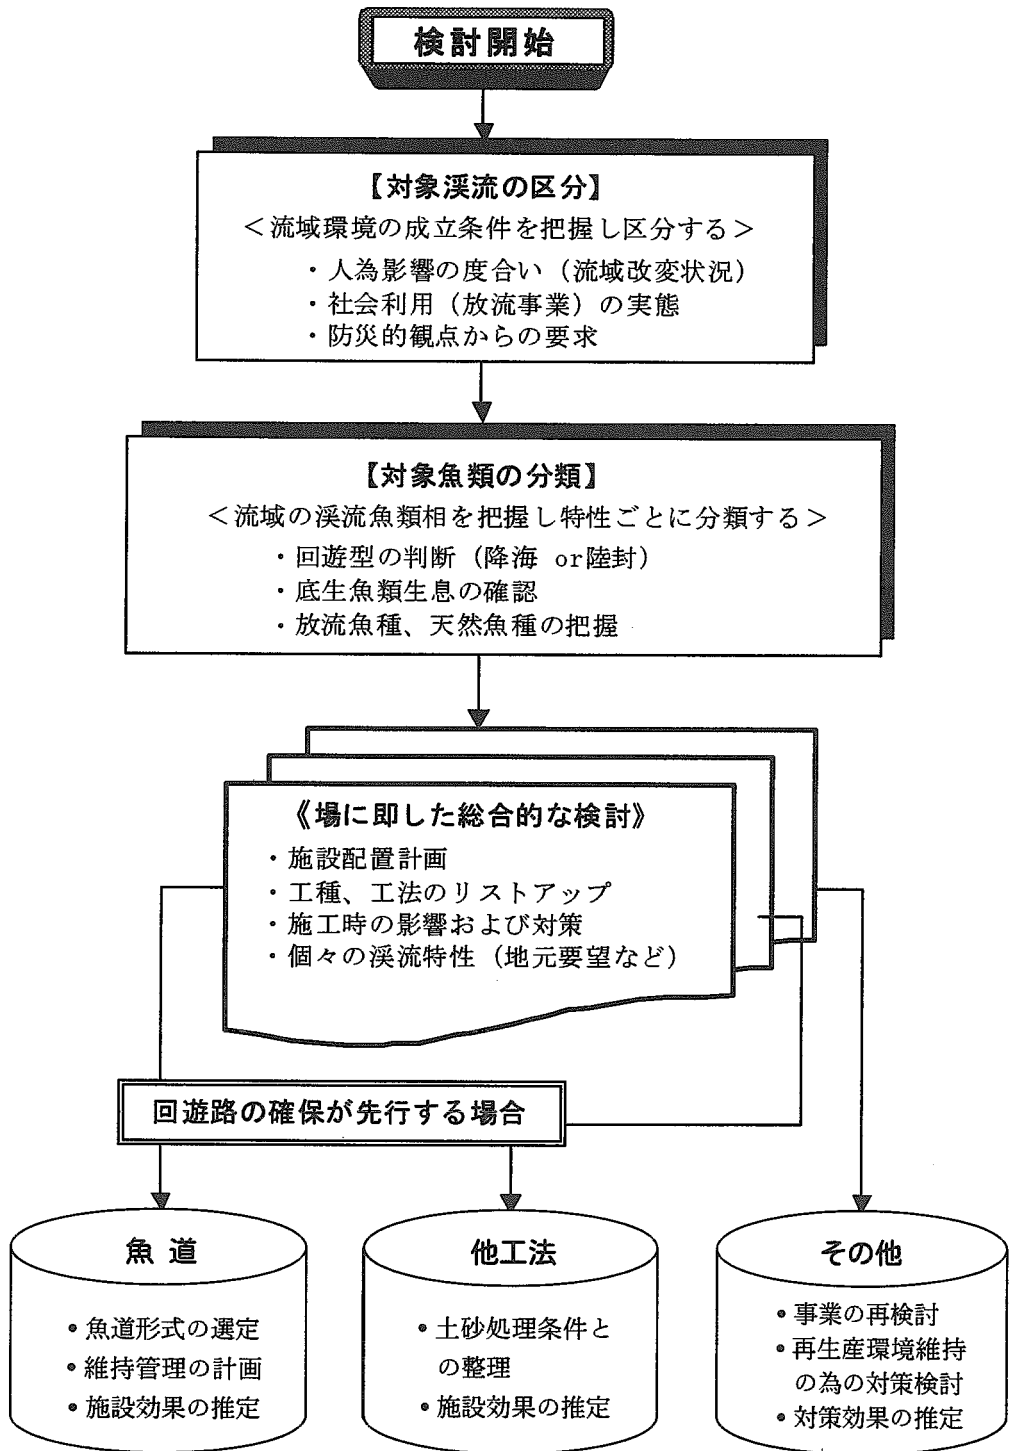 検討開始
【対象渓流の区分】
＜流域環境の成立条件を把握し区分する＞
・人為影響の度合い（流域改変状況）
・社会利用（放流事業）の実態
・防災的観点からの要求
【対象魚類の分類】
＜流域の渓流魚類相を把握し特性ごとに分類する＞
・回遊型の判断（降海 or陸封）
・底生魚類生息の確認
・放流魚種、天然魚種の把握
《場に即した総合的な検討》
・施設配置計画
・工種、工法のリストアップ
・施工時の影響および対策
・個々の渓流特性（地元要望など）
回遊路の確保が先行する場合
魚 道
・魚道形式の選定
・維持管理の計画
・施設効果の推定
他工法
・土砂処理条件と
の整理
・施設効果の推定
その他
・事業の再検討
・再生産環境維持
の為の対策検討
・対策効果の推定